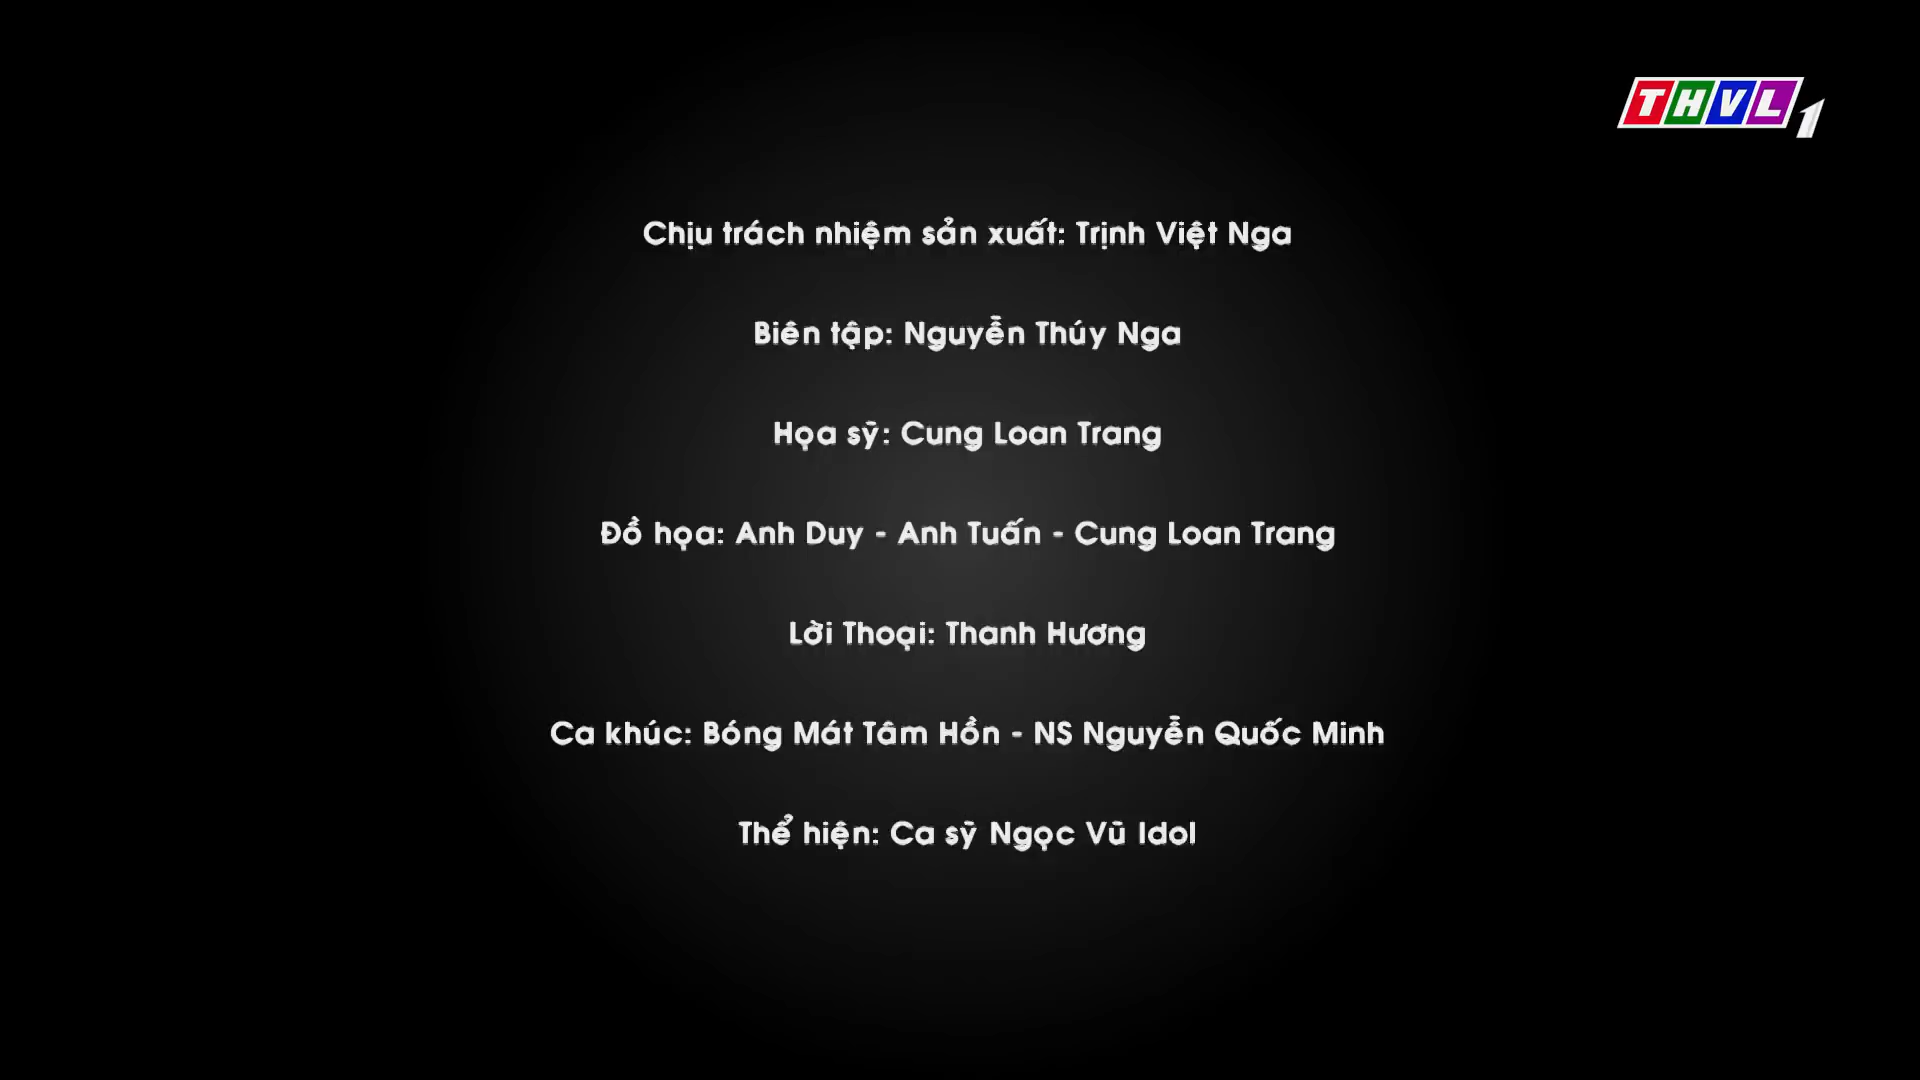 THVL1
Chịu trách nhiệm sản xuất: Trịnh Việt Nga
Biên tập: Nguyễn Thúy Nga
Họa sỹ: Cung Loan Trang
Đồ họa: Anh Duy - Anh Tuấn - Cung Loan Trang
Lời Thoại: Thanh Hương
Ca khúc: Bóng Mát Tâm Hồn - NS Nguyễn Quốc Minh
Thể hiện: Ca sỹ Ngọc Vũ Idol